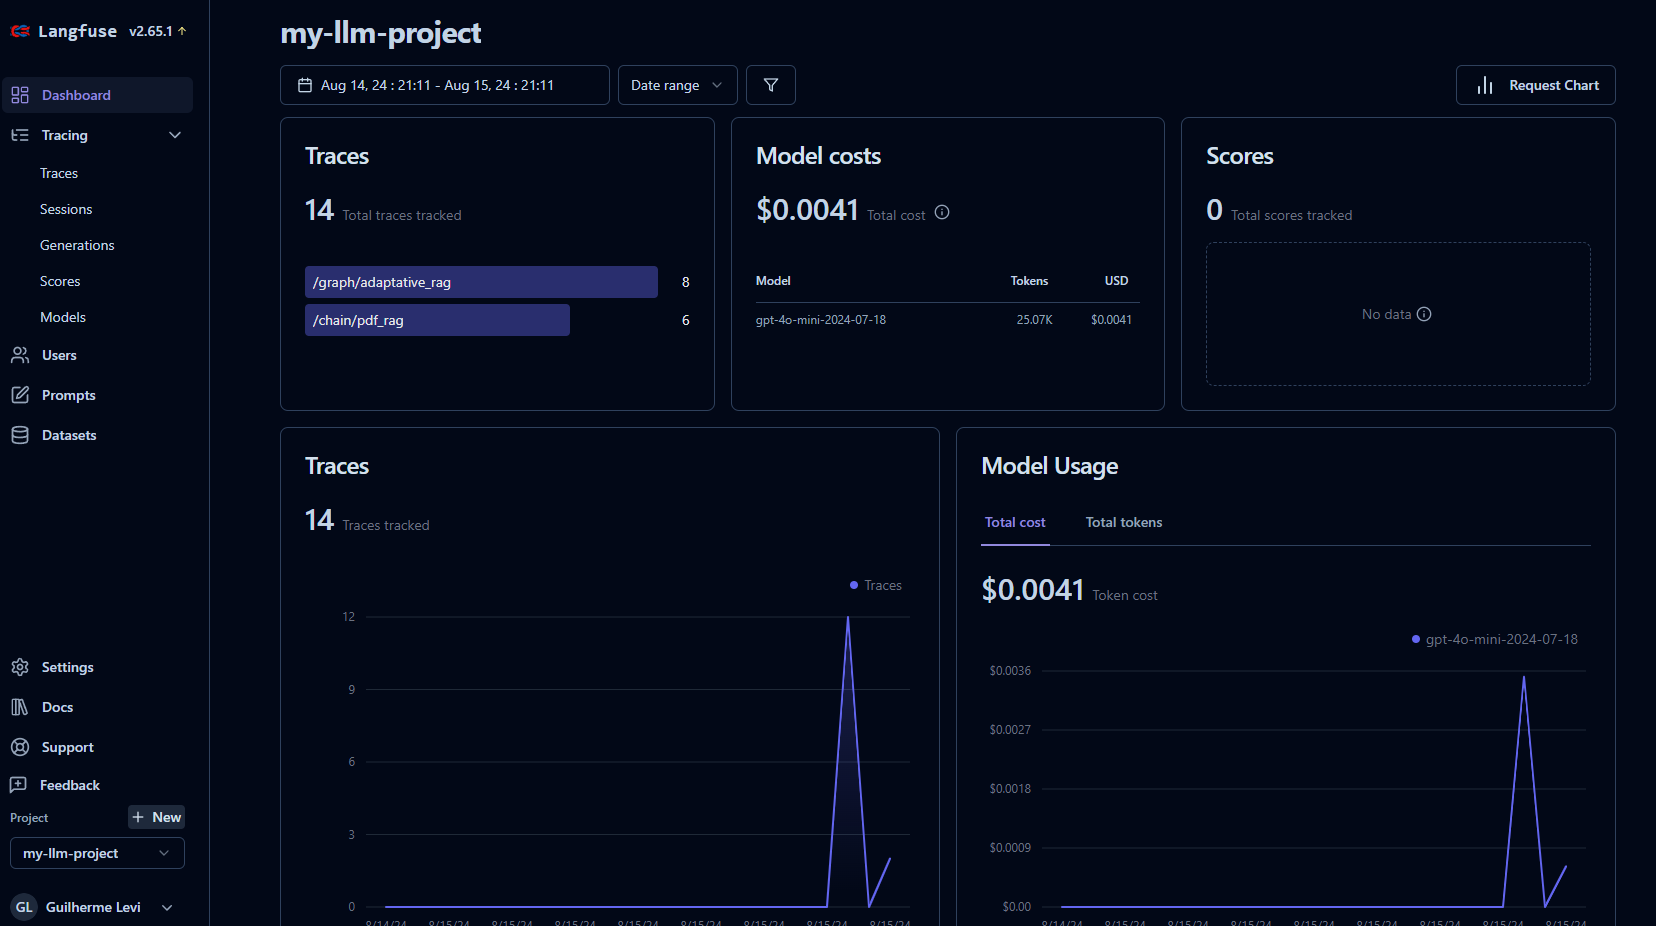 Langfuse v2.65.1
Dashboard
Tracing
Traces
Sessions
Generations
Scores
Models
Users
Prompts
Datasets
Settings
Docs
Support
Feedback
Project
New
my-llm-project
GL Guilherme Levi
my-llm-project
Aug 14, 24 : 21:11 - Aug 15, 24 : 21:11
Date range
Request Chart
Traces
14 Total traces tracked
/graph/adaptative_rag 8
/chain/pdf_rag 6
Model costs
$0.0041 Total cost
Model Tokens USD
gpt-4o-mini-2024-07-18 25.07K $0.0041
Scores
0 Total scores tracked
No data
Traces
14 Traces tracked
Traces
12
9
6
3
0
8/14/24 8/15/24 8/15/24 8/15/24 8/15/24 8/15/24 8/15/24 8/15/24 8/15/24
Model Usage
Total cost Total tokens
$0.0041 Token cost
gpt-4o-mini-2024-07-18
$0.0036
$0.0027
$0.0018
$0.0009
$0.00
8/14/24 8/15/24 8/15/24 8/15/24 8/15/24 8/15/24 8/15/24 8/15/24 8/15/24